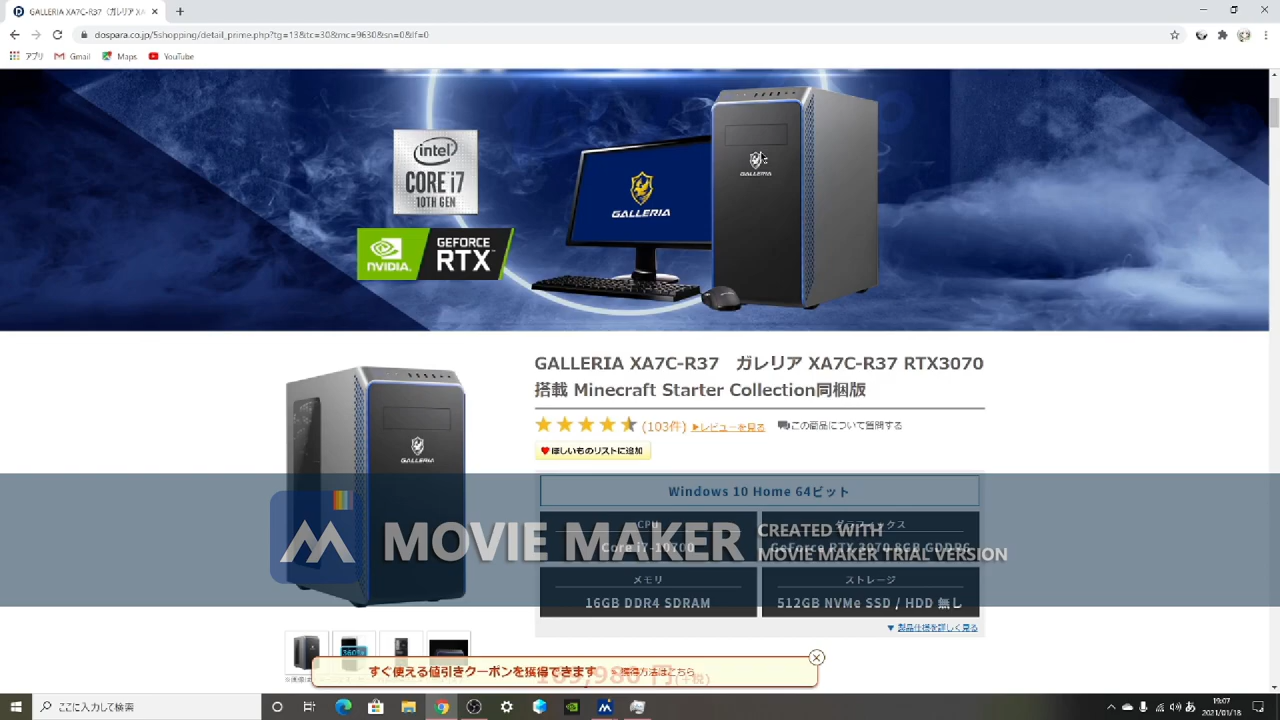 GALLERIA XA7C-R37（ガレリア XA
dospara.co.jp/5shopping/detail_prime.php?tg=13&tc=30&mc=9630&sn=0&lf=0
アプリ Gmail Maps YouTube
intel
CORE i7
10TH GEN
NVIDIA.
GEFORCE
RTX
GALLERIA
GALLERIA
GALLERIA XA7C-R37　ガレリア XA7C-R37 RTX3070
搭載 Minecraft Starter Collection同梱版
(103件) ▶レビューを見る この商品について質問する
ほしいものリストに追加
GALLERIA
Windows 10 Home 64ビット
CPU
Core i7-10700
グラフィックス
GeForce RTX 3070 8GB GDDR6
MOVIE MAKER
CREATED WITH
MOVIE MAKER TRIAL VERSION
メモリ
16GB DDR4 SDRAM
ストレージ
512GB NVMe SSD / HDD 無し
▼ 製品仕様を詳しく見る
360°
すぐ使える値引きクーポンを獲得できます 獲得方法はこちら
円(+税)
ここに入力して検索
19:07
2021/01/18